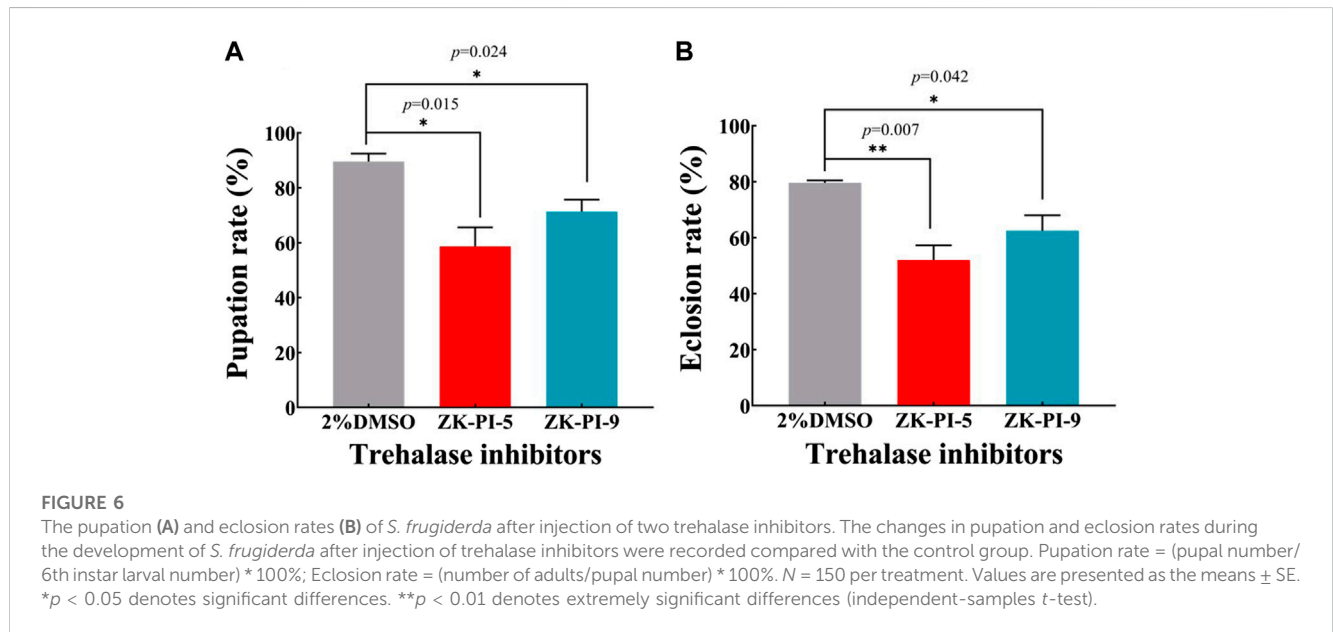 A
p=0.024
*
p=0.015
*
Pupation rate (%)
100
80
60
40
20
0
2%DMSO ZK-PI-5 ZK-PI-9
Trehalase inhibitors
B
p=0.042
*
p=0.007
**
Eclosion rate (%)
100
80
60
40
20
0
2%DMSO ZK-PI-5 ZK-PI-9
Trehalase inhibitors
FIGURE 6
The pupation (A) and eclosion rates (B) of S. frugiderda after injection of two trehalase inhibitors. The changes in pupation and eclosion rates during
the development of S. frugiderda after injection of trehalase inhibitors were recorded compared with the control group. Pupation rate = (pupal number/
6th instar larval number) * 100%; Eclosion rate = (number of adults/pupal number) * 100%. N = 150 per treatment. Values are presented as the means ± SE.
*p < 0.05 denotes significant differences. **p < 0.01 denotes extremely significant differences (independent-samples t-test).